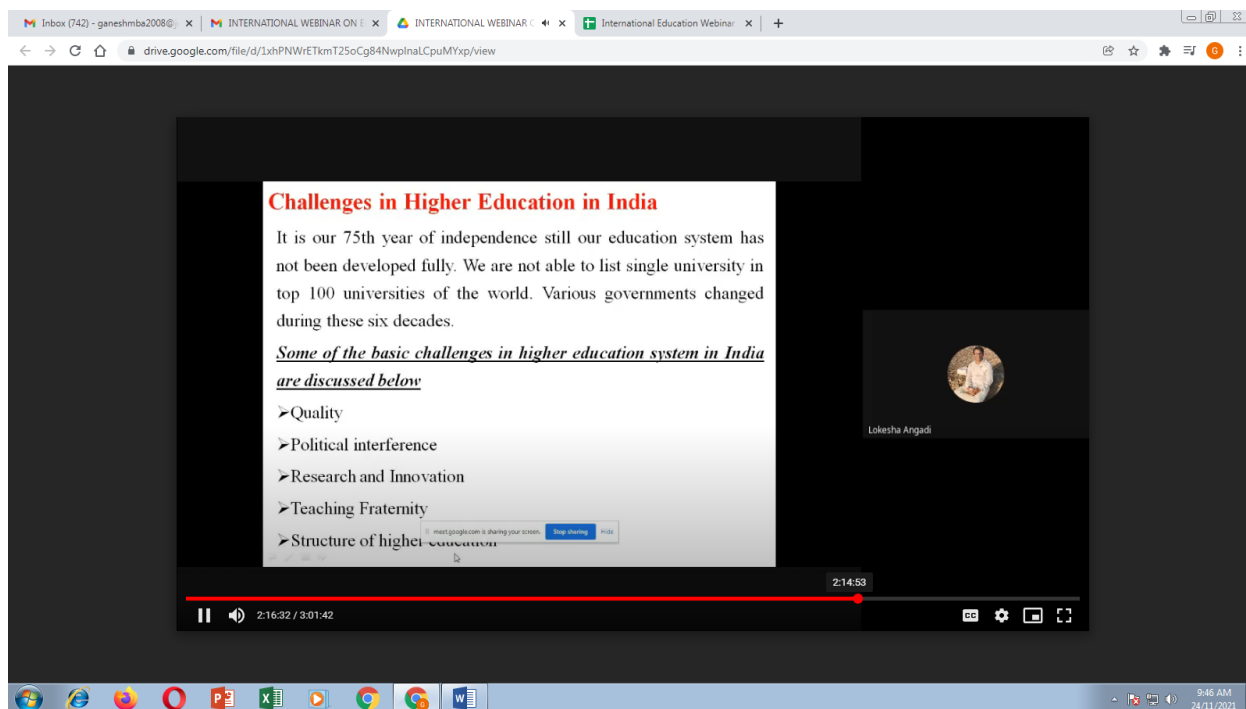 Inbox (742) - ganeshmba2008@
INTERNATIONAL WEBINAR ON E
INTERNATIONAL WEBINAR
International Education Webinar
drive.google.com/file/d/1xhPNWrETkmT25oCg84NwpInaLCpuMYxp/view
G
Challenges in Higher Education in India
It is our 75th year of independence still our education system has
not been developed fully. We are not able to list single university in
top 100 universities of the world. Various governments changed
during these six decades.
Some of the basic challenges in higher education system in India
are discussed below
➢Quality
➢Political interference
➢Research and Innovation
➢Teaching Fraternity
➢Structure of higher education
meet.google.com is sharing your screen. Stop sharing Hide
Lokesha Angadi
2:14:53
2:16:32 / 3:01:42
CC
9:46 AM
24/11/2021